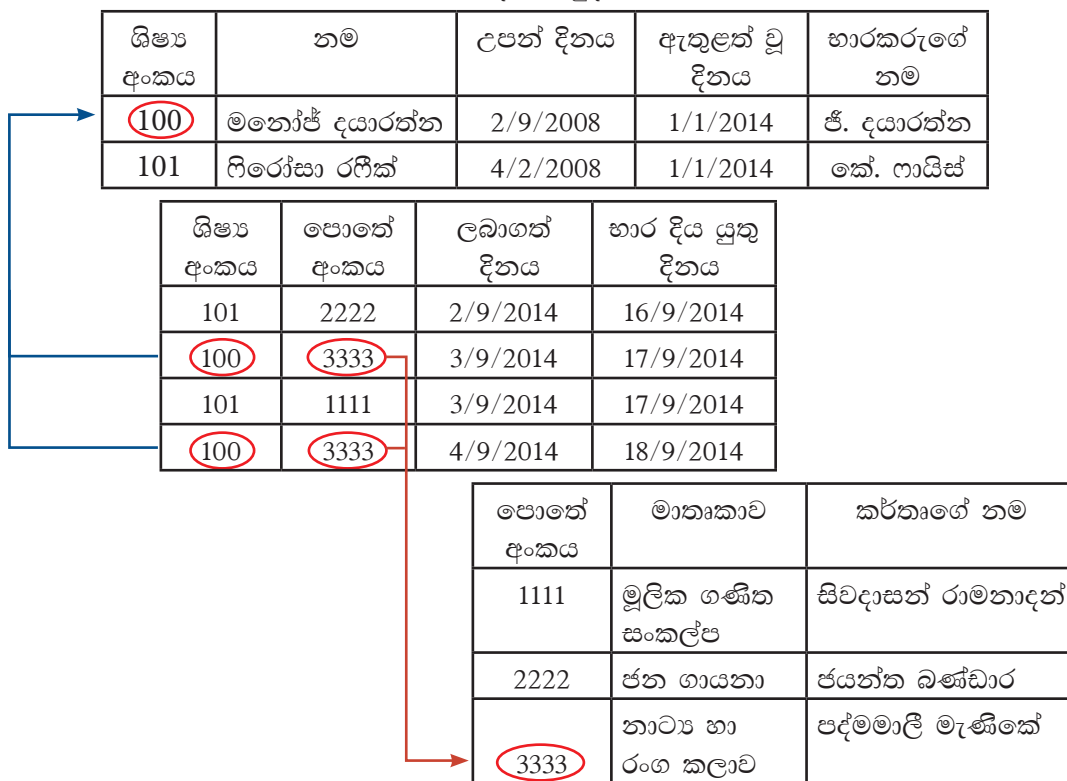 ශිෂ්‍ය අංකය නම උපන් දිනය ඇතුළත් වූ දිනය භාරකරුගේ නම
100 මනෝජ් දයාරත්න 2/9/2008 1/1/2014 ජී. දයාරත්න
101 ෆිරෝසා රෆීක් 4/2/2008 1/1/2014 කේ. ෆායිස්
ශිෂ්‍ය අංකය පොතේ අංකය ලබාගත් දිනය භාර දිය යුතු දිනය
101 2222 2/9/2014 16/9/2014
100 3333 3/9/2014 17/9/2014
101 1111 3/9/2014 17/9/2014
100 3333 4/9/2014 18/9/2014
පොතේ අංකය මාතෘකාව කර්තෘගේ නම
1111 මූලික ගණිත සංකල්ප සිවදාසන් රාමනාදන්
2222 ජන ගායනා ජයන්ත බණ්ඩාර
3333 නාට්‍ය හා රංග කලාව පද්මමාලී මැණිකේ